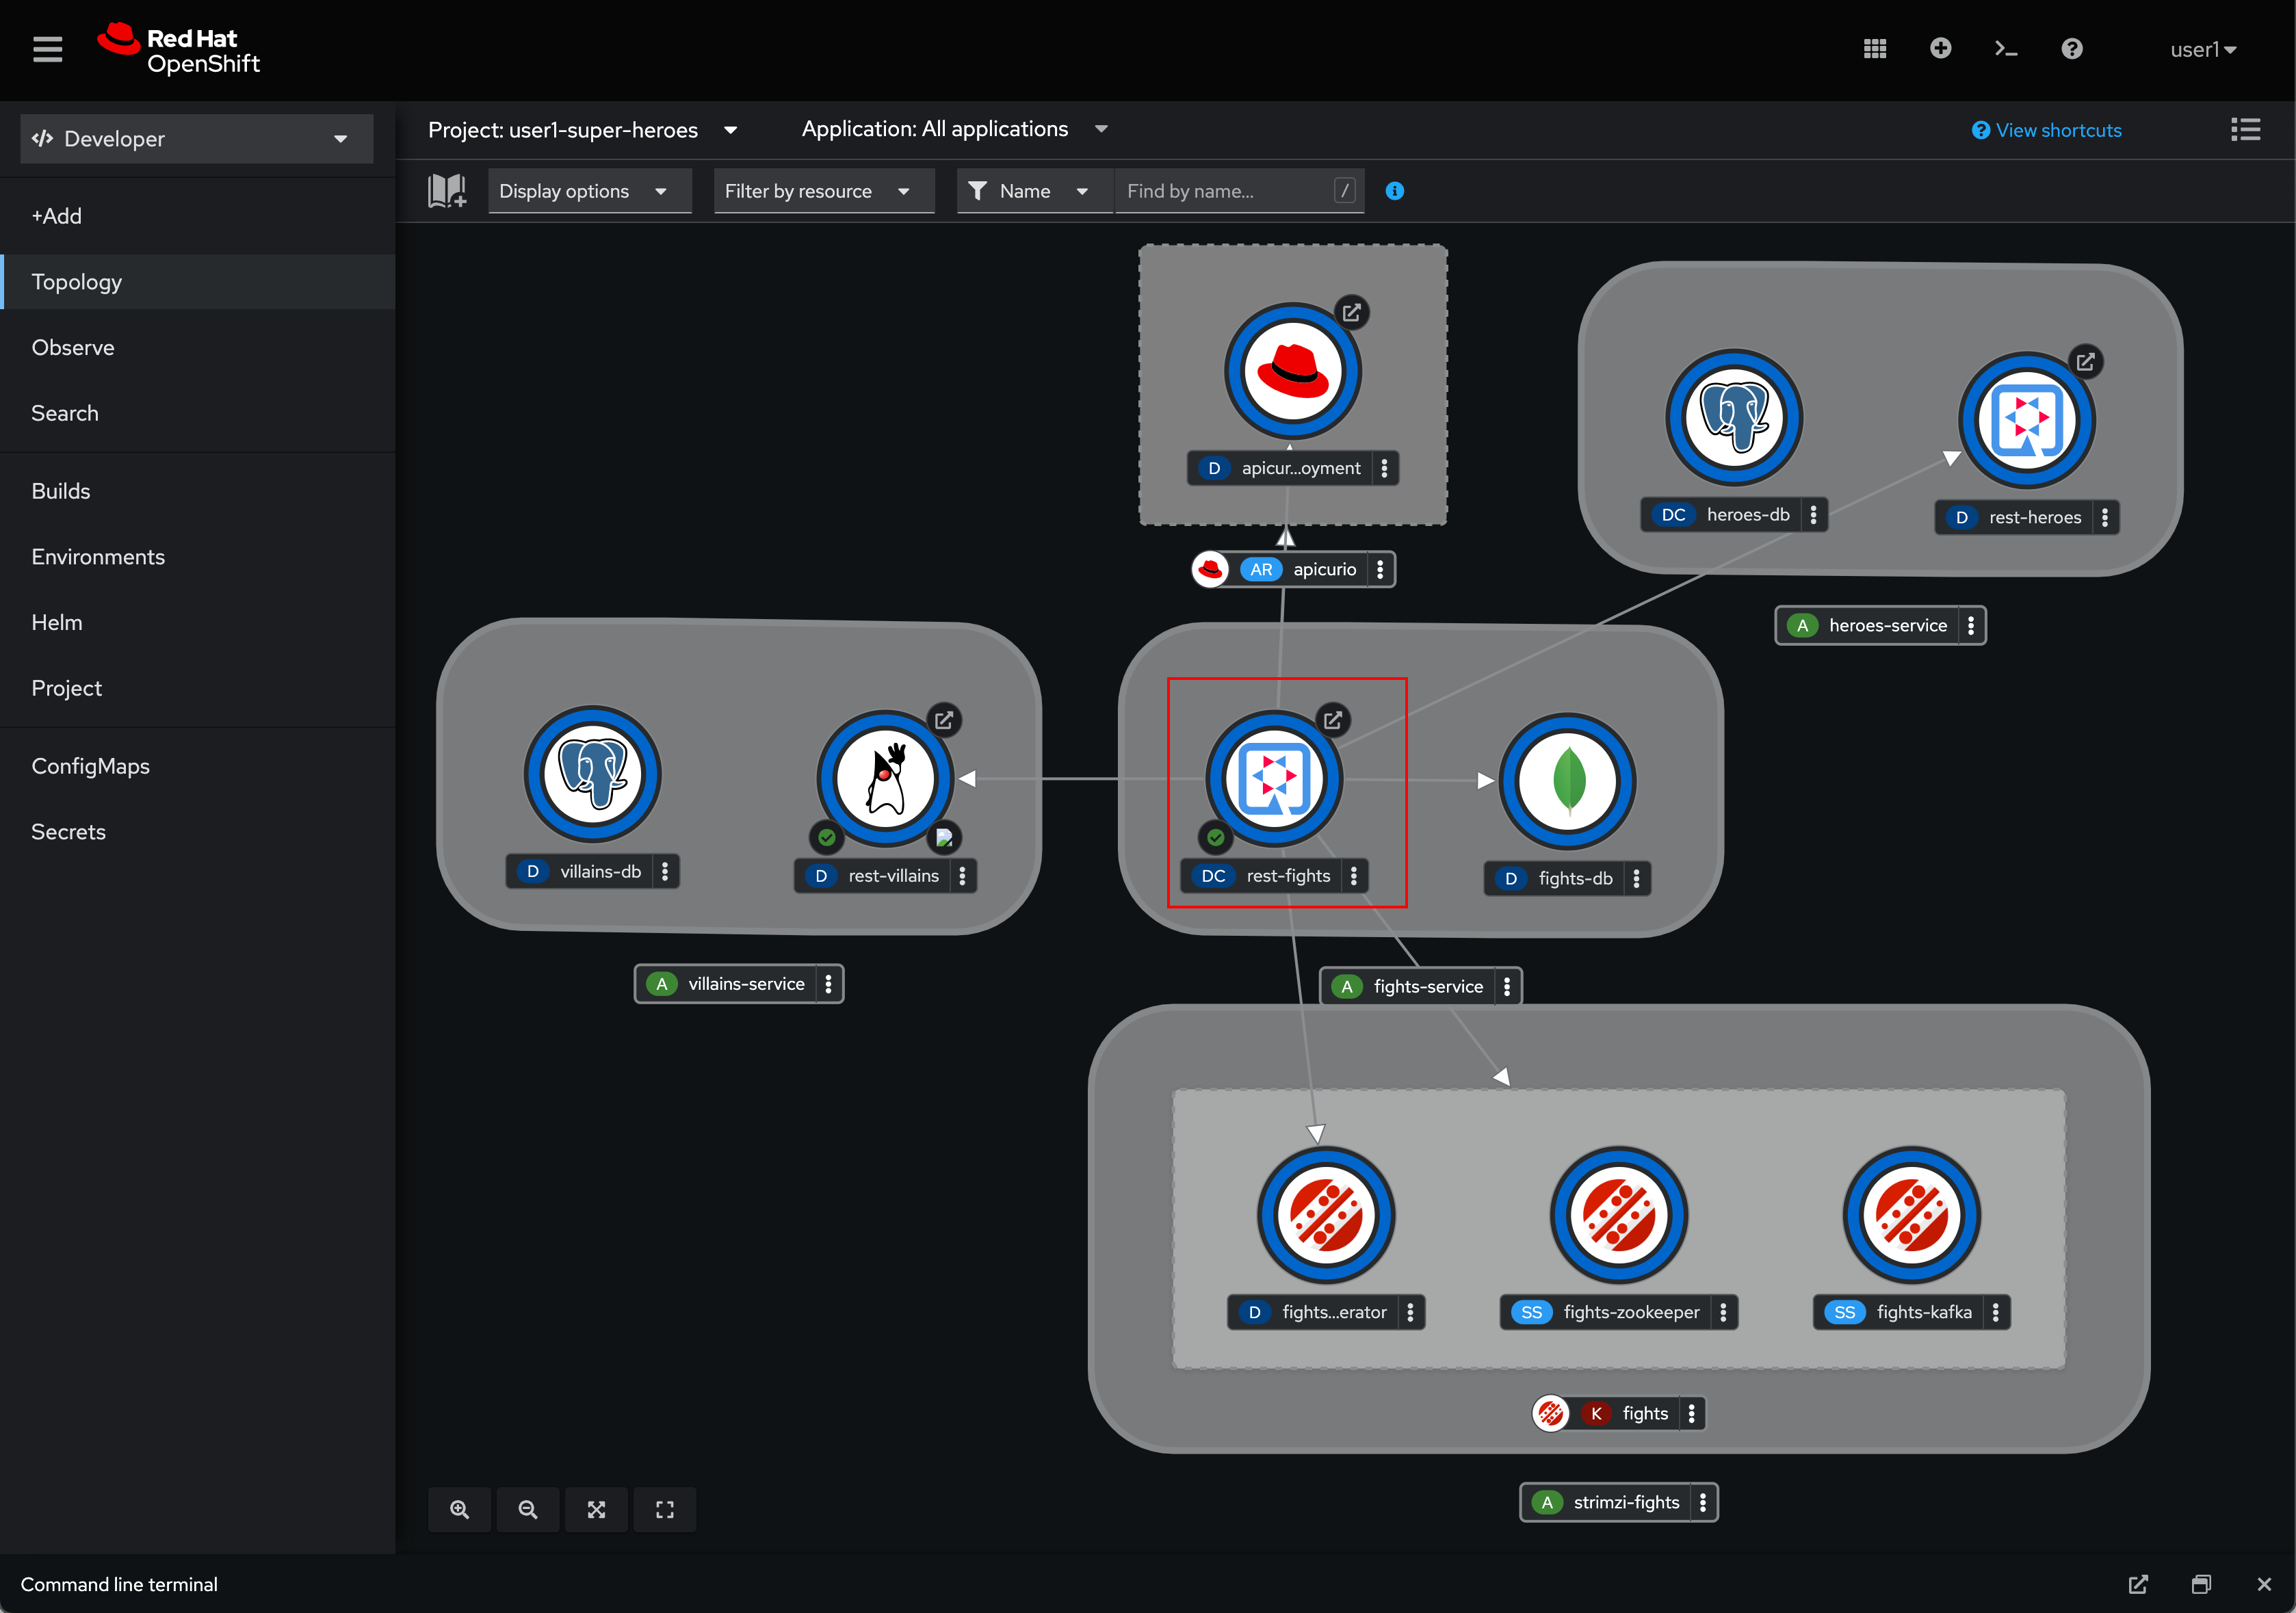 Red Hat
OpenShift
user1
Developer
Project: user1-super-heroes
Application: All applications
View shortcuts
Display options
Filter by resource
Name
Find by name...
/
+Add
Topology
Observe
Search
Builds
Environments
Helm
Project
ConfigMaps
Secrets
D apicur...oyment
AR apicurio
DC heroes-db
D rest-heroes
A heroes-service
D villains-db
D rest-villains
DC rest-fights
D fights-db
A villains-service
A fights-service
D fights...erator
SS fights-zookeeper
SS fights-kafka
K fights
A strimzi-fights
Command line terminal